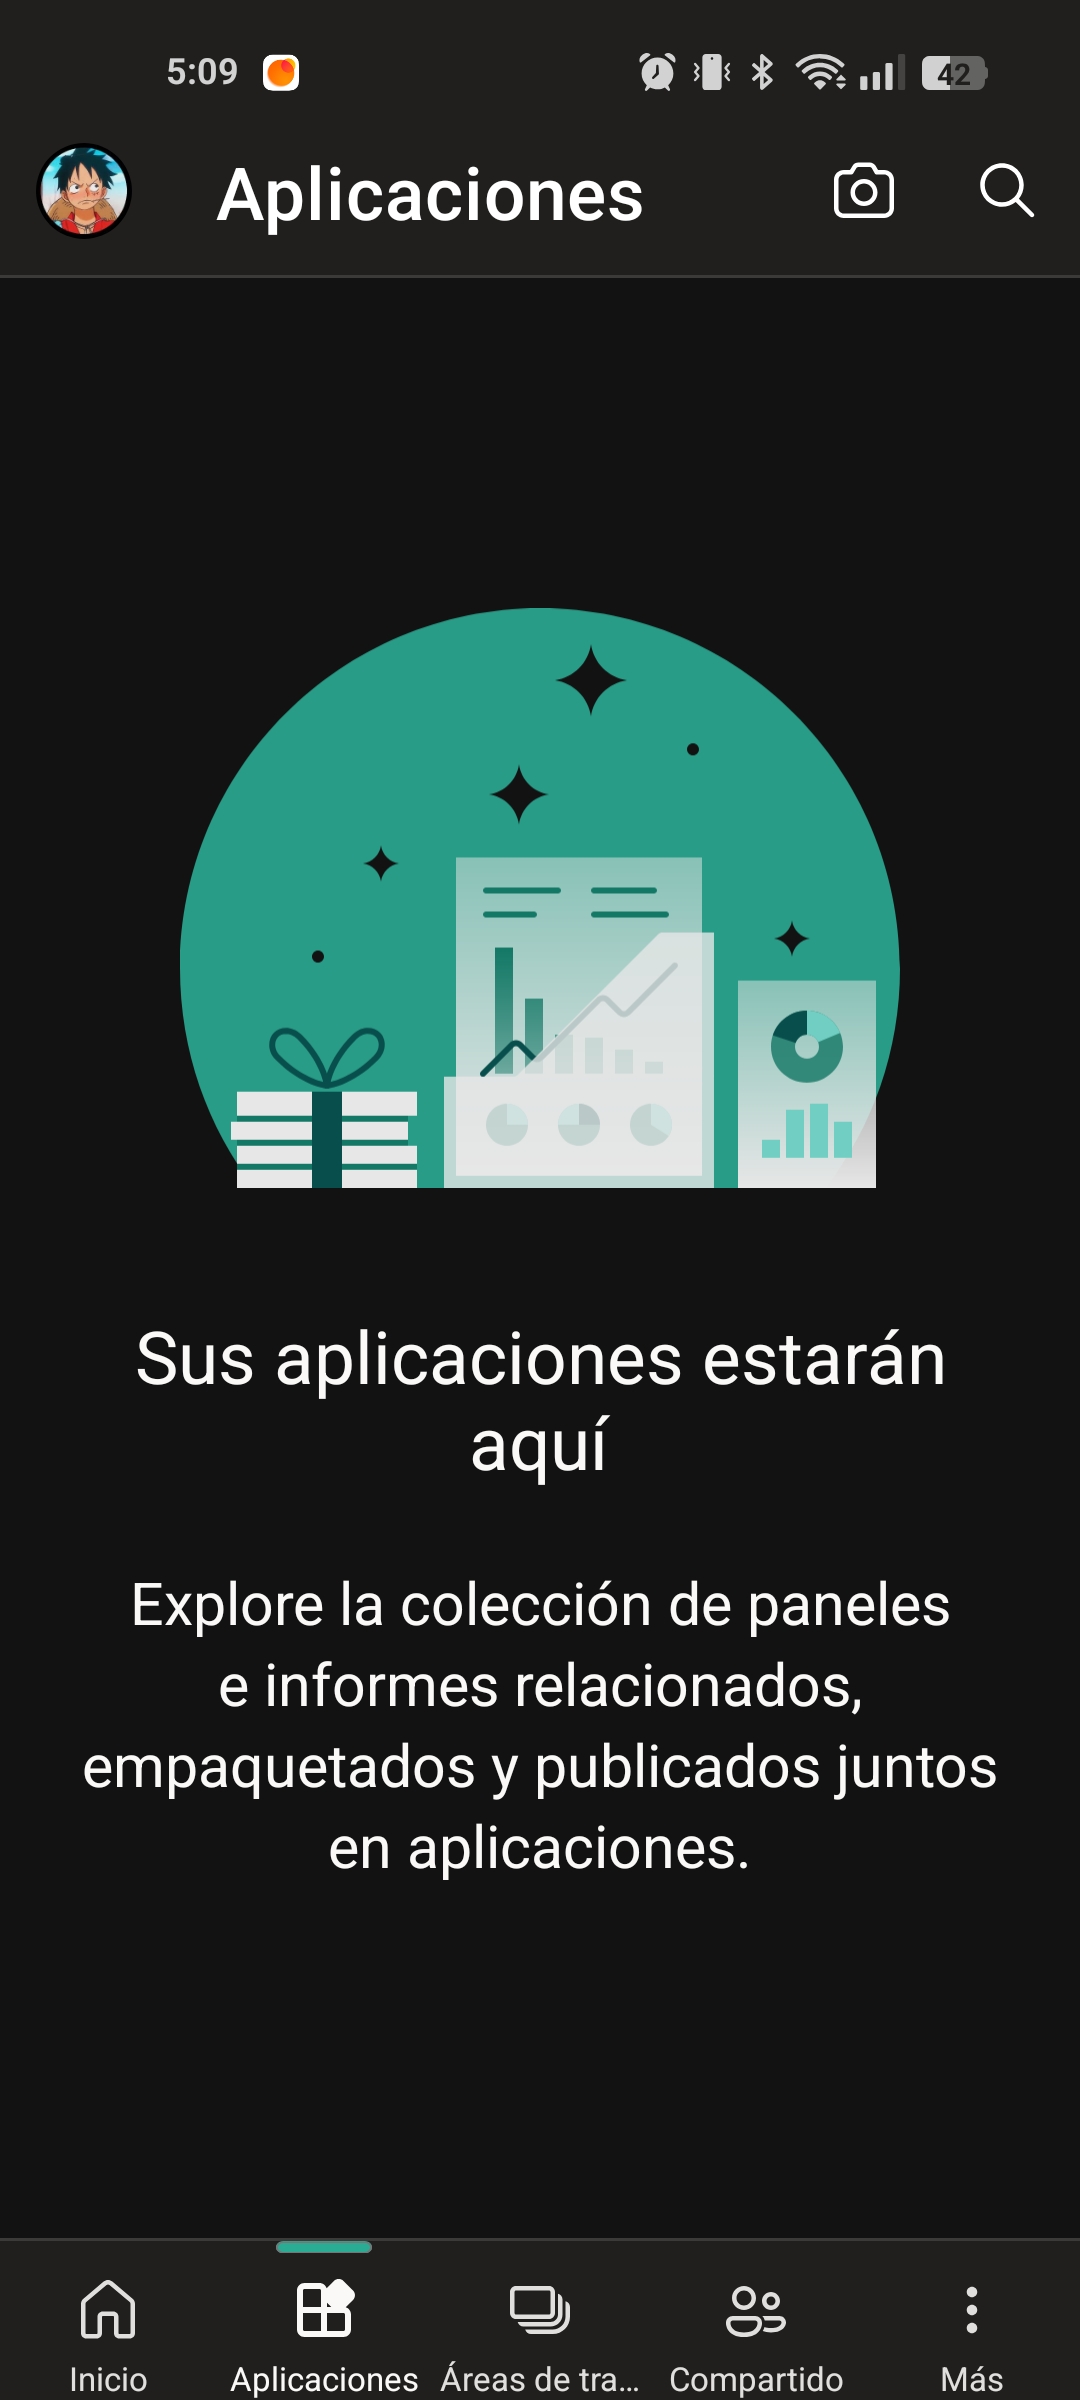 5:09
42
Aplicaciones
Sus aplicaciones estarán
aquí
Explore la colección de paneles
e informes relacionados,
empaquetados y publicados juntos
en aplicaciones.
Inicio
Aplicaciones
Áreas de tra...
Compartido
Más